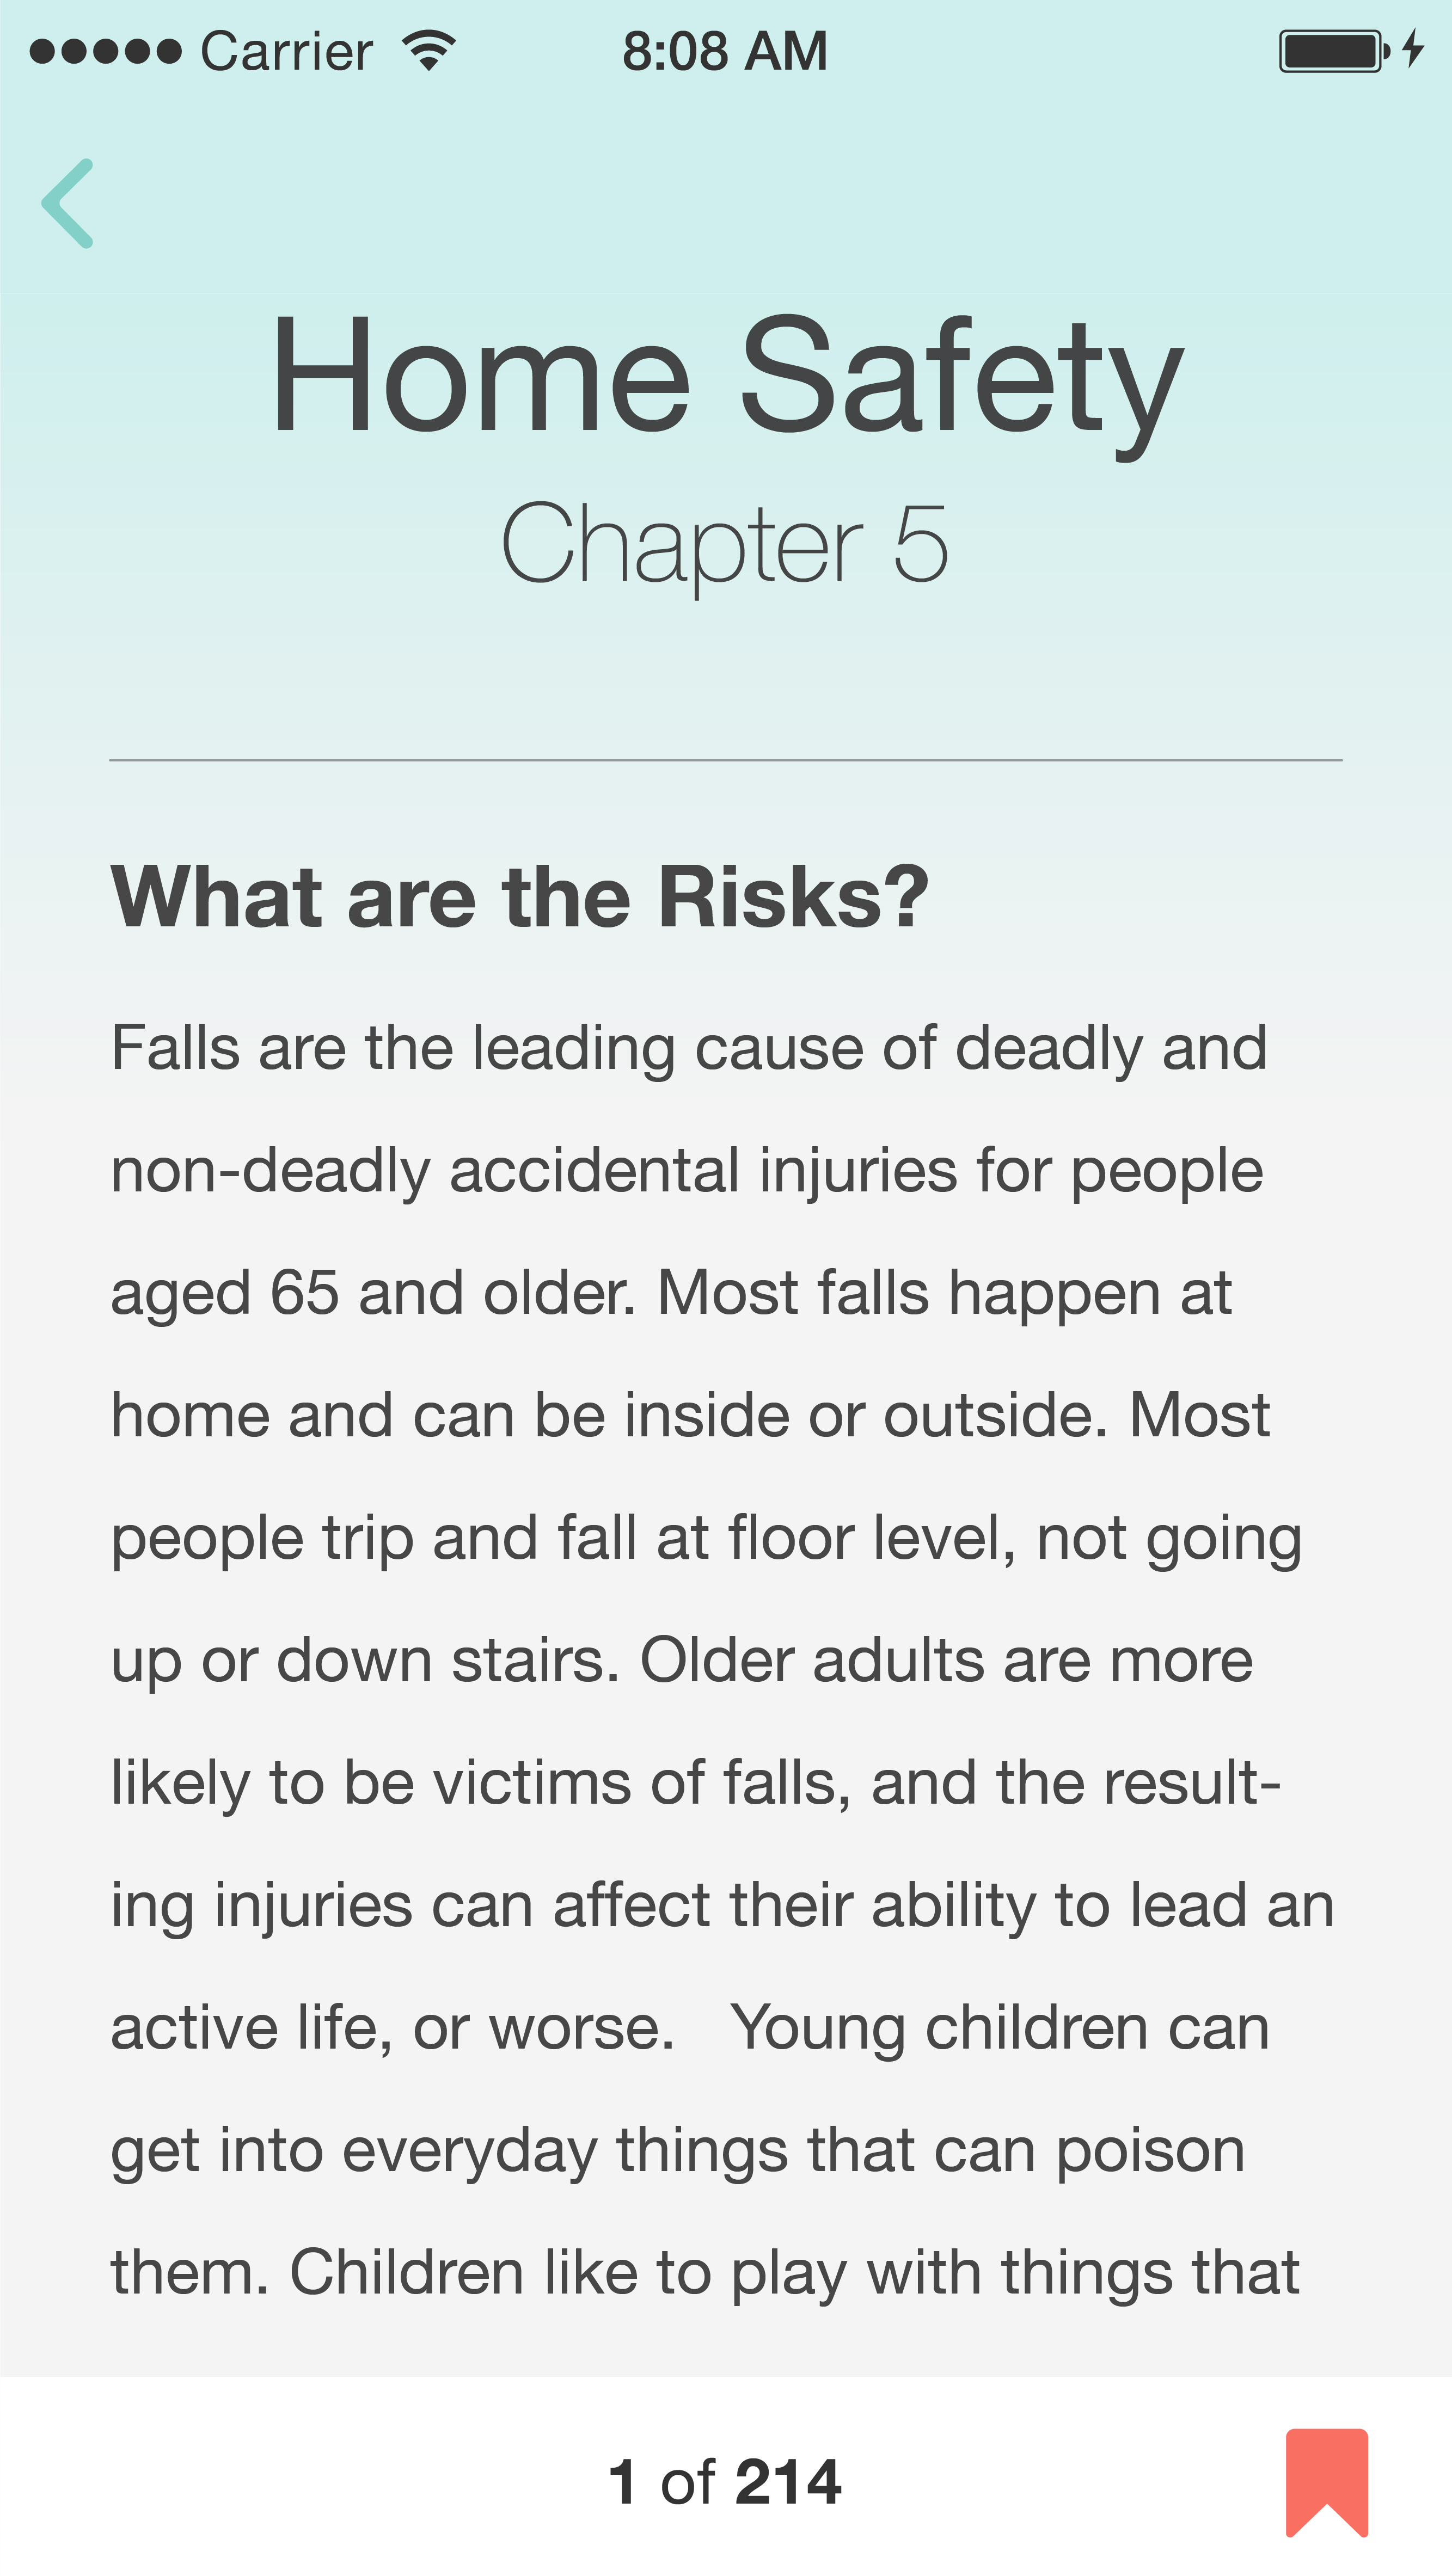 Carrier 8:08 AM
Home Safety
Chapter 5
What are the Risks?
Falls are the leading cause of deadly and
non-deadly accidental injuries for people
aged 65 and older. Most falls happen at
home and can be inside or outside. Most
people trip and fall at floor level, not going
up or down stairs. Older adults are more
likely to be victims of falls, and the result-
ing injuries can affect their ability to lead an
active life, or worse.   Young children can
get into everyday things that can poison
them. Children like to play with things that
1 of 214